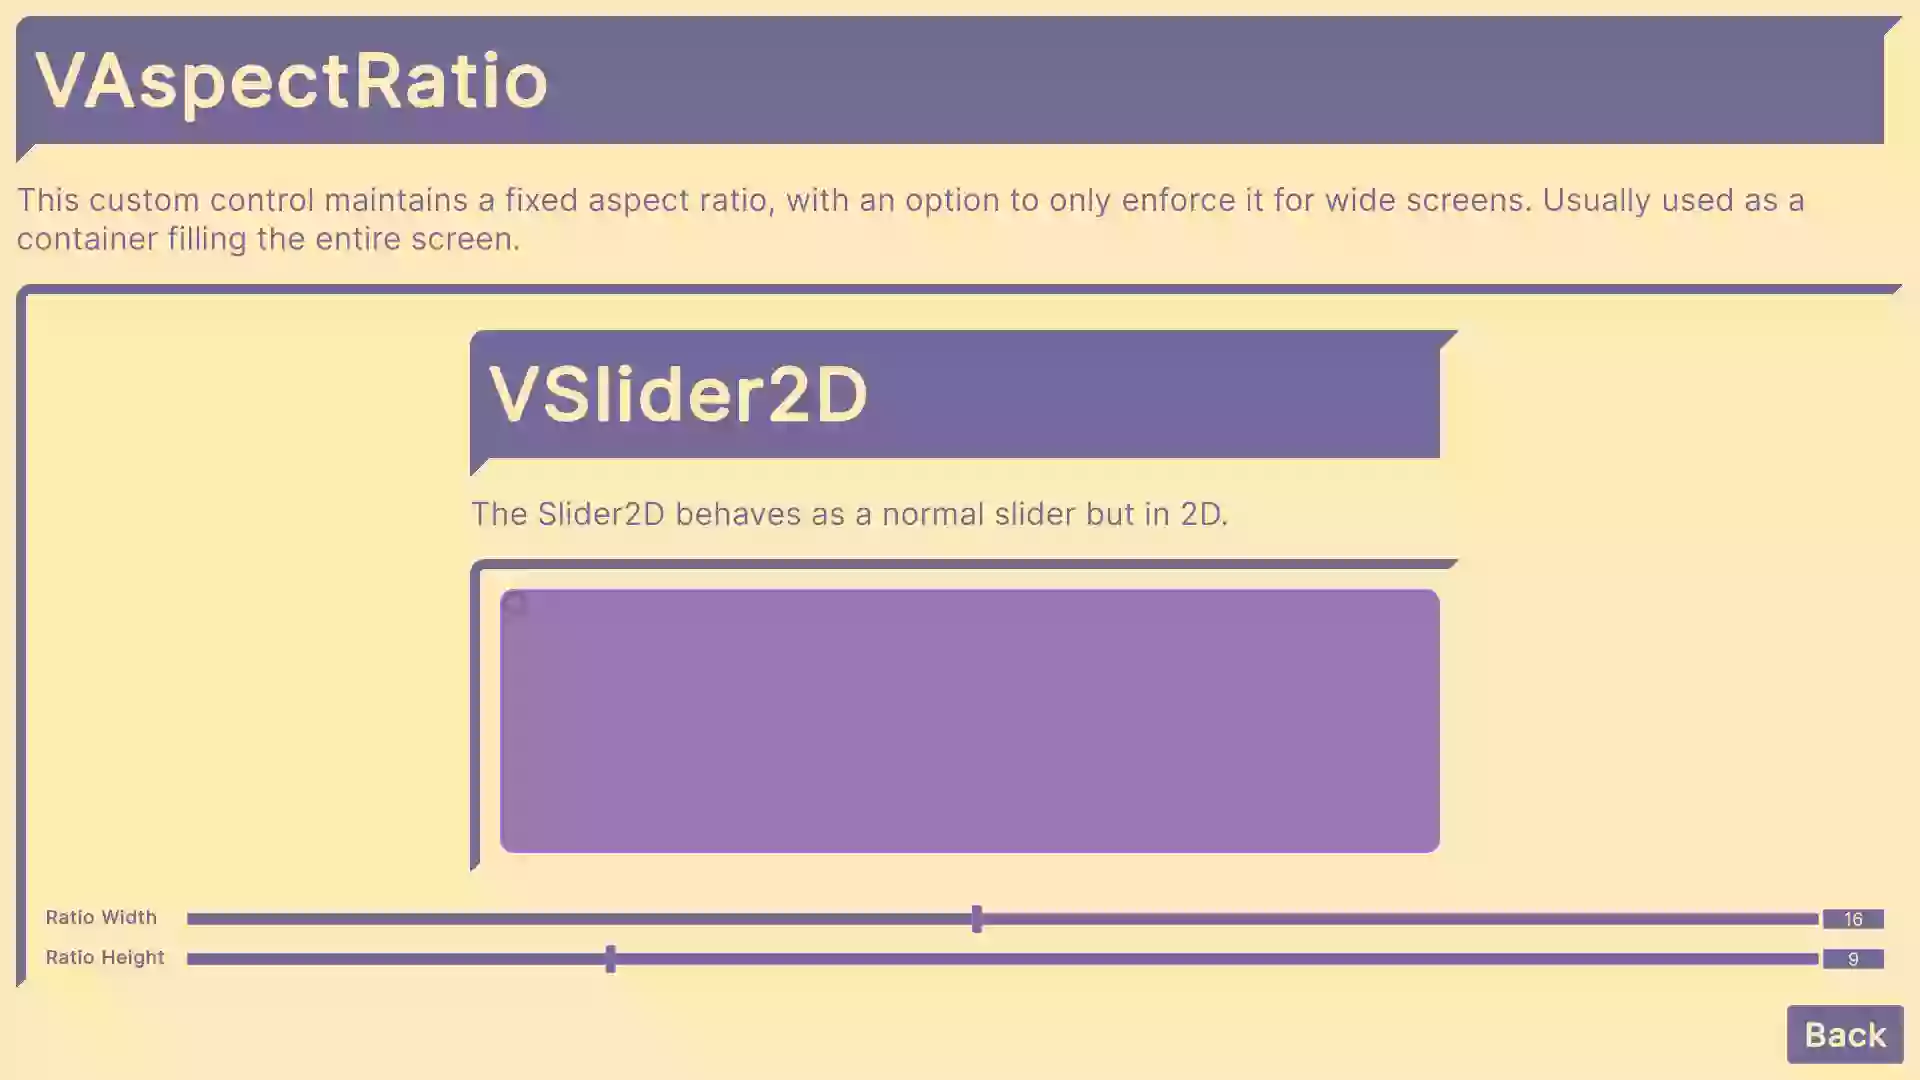 VAspectRatio
This custom control maintains a fixed aspect ratio, with an option to only enforce it for wide screens. Usually used as a
container filling the entire screen.
VSlider2D
The Slider2D behaves as a normal slider but in 2D.
Ratio Width 16
Ratio Height 9
Back